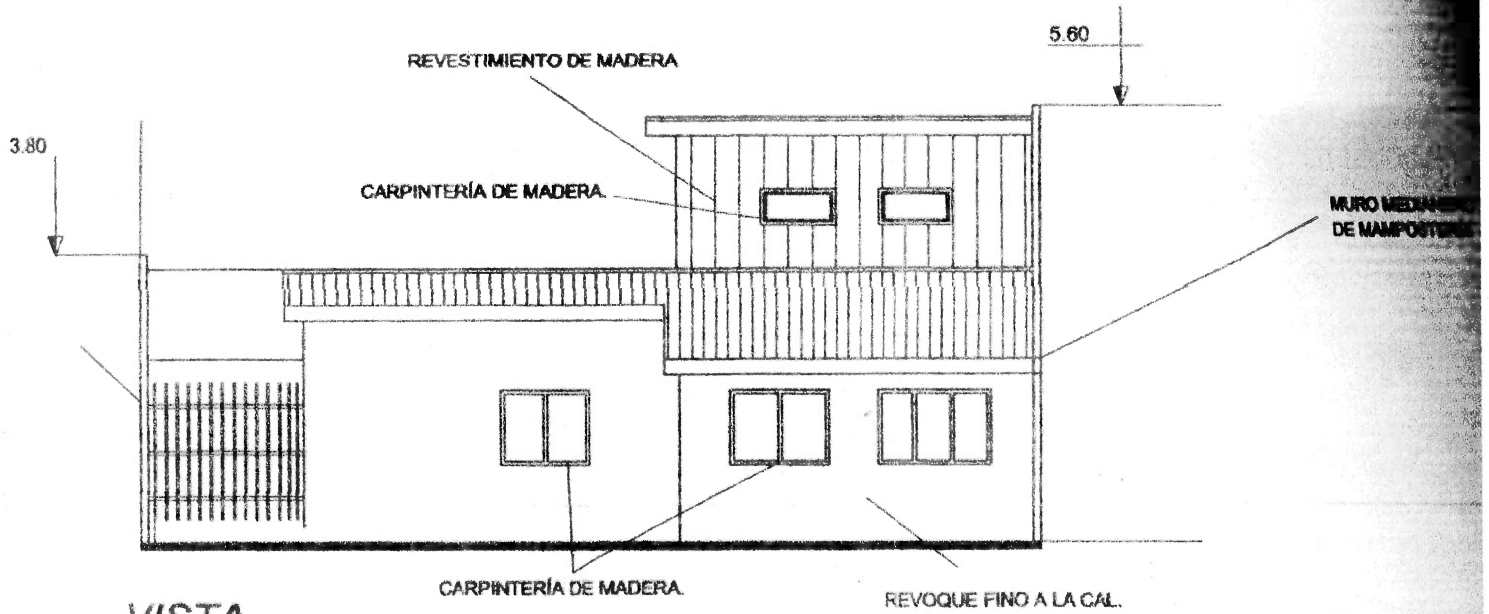 5.60
REVESTIMIENTO DE MADERA
3.80
CARPINTERÍA DE MADERA.
MURO
DE
CARPINTERÍA DE MADERA.
REVOQUE FINO A LA CAL.
VISTA